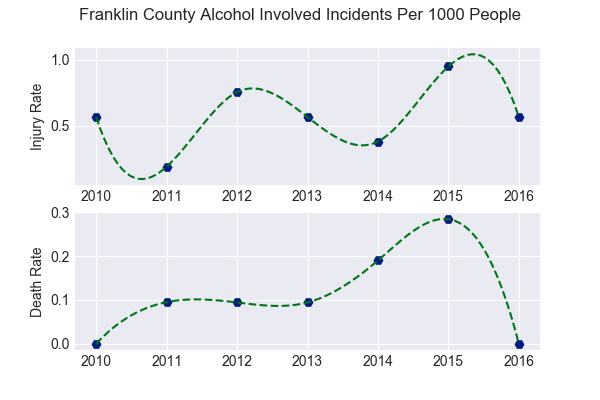 Franklin County Alcohol Involved Incidents Per 1000 People
1.0
0.5
Injury Rate
2010 2011 2012 2013 2014 2015 2016
0.3
0.2
0.1
0.0
Death Rate
2010 2011 2012 2013 2014 2015 2016